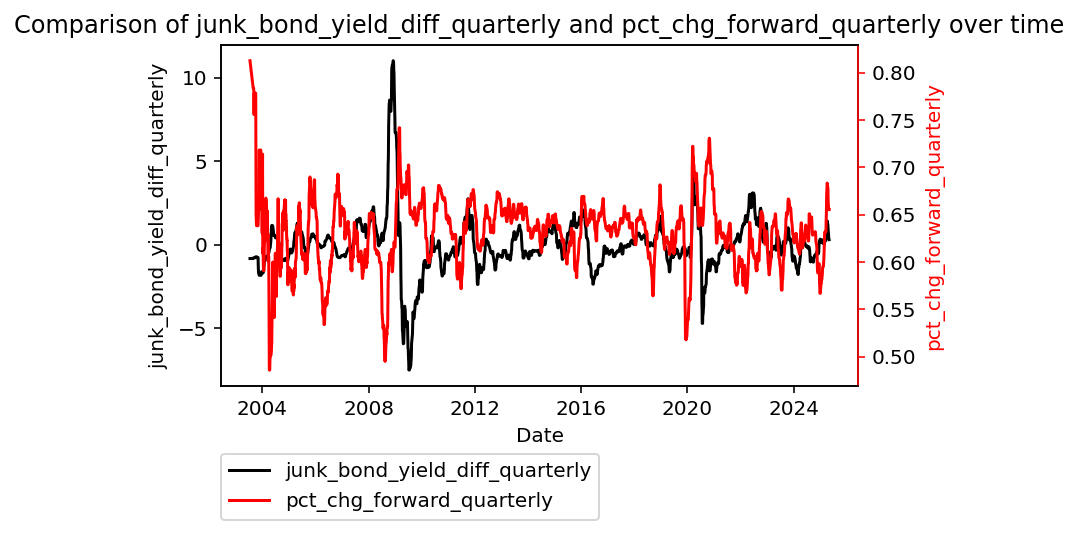 Comparison of junk_bond_yield_diff_quarterly and pct_chg_forward_quarterly over time
junk_bond_yield_diff_quarterly
10
5
0
−5
0.80
0.75
0.70
0.65
0.60
0.55
0.50
pct_chg_forward_quarterly
2004
2008
2012
2016
2020
2024
Date
junk_bond_yield_diff_quarterly
pct_chg_forward_quarterly